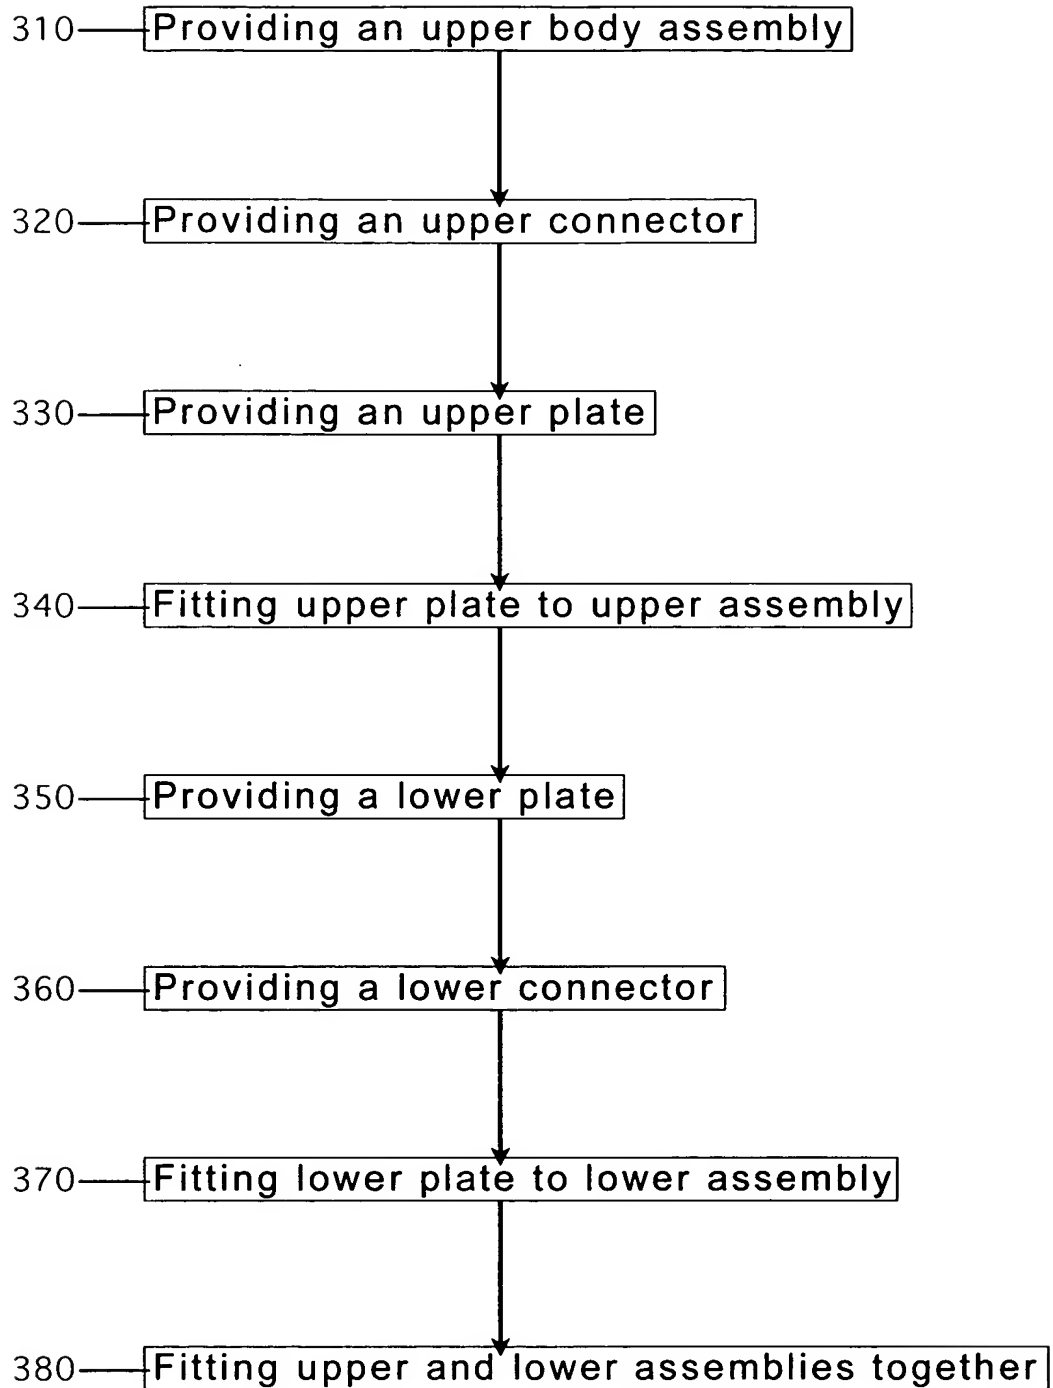 310 Providing an upper body assembly
320 Providing an upper connector
330 Providing an upper plate
340 Fitting upper plate to upper assembly
350 Providing a lower plate
360 Providing a lower connector
370 Fitting lower plate to lower assembly
380 Fitting upper and lower assemblies together